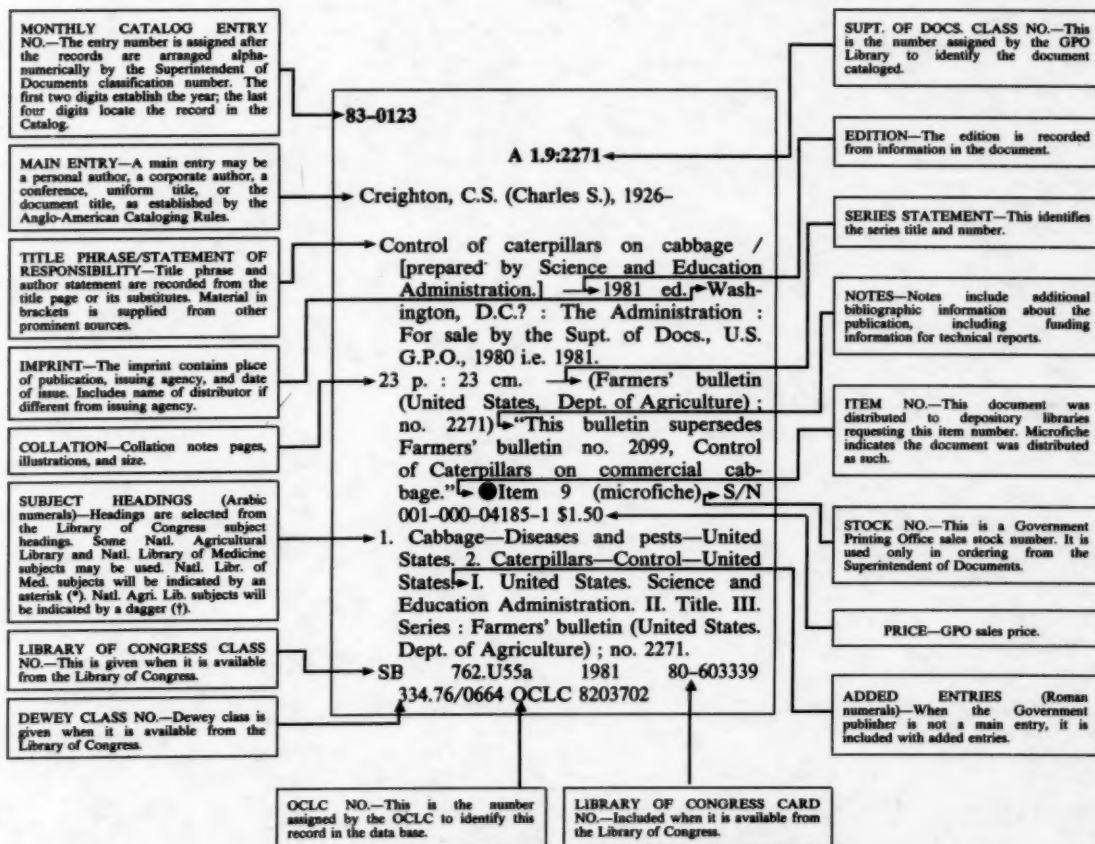 MONTHLY CATALOG ENTRY
NO.—The entry number is assigned after
the records are arranged alpha-
numerically by the Superintendent of
Documents classification number. The
first two digits establish the year; the last
four digits locate the record in the
Catalog.
MAIN ENTRY—A main entry may be
a personal author, a corporate author, a
conference, uniform title, or the
document title, as established by the
Anglo-American Cataloging Rules.
TITLE PHRASE/STATEMENT OF
RESPONSIBILITY—Title phrase and
author statement are recorded from the
title page or its substitutes. Material in
brackets is supplied from other
prominent sources.
IMPRINT—The imprint contains place
of publication, issuing agency, and date
of issue. Includes name of distributor if
different from issuing agency.
COLLATION—Collation notes pages,
illustrations, and size.
SUBJECT HEADINGS (Arabic
numerals)—Headings are selected from
the Library of Congress subject
headings. Some Natl. Agricultural
Library and Natl. Library of Medicine
subjects may be used. Natl. Libr. of
Med. subjects will be indicated by an
asterisk (*). Natl. Agri. Lib. subjects will
be indicated by a dagger (†).
LIBRARY OF CONGRESS CLASS
NO.—This is given when it is available
from the Library of Congress.
DEWEY CLASS NO.—Dewey class is
given when it is available from the
Library of Congress.
83–0123
A 1.9:2271
Creighton, C.S. (Charles S.), 1926–
Control of caterpillars on cabbage /
[prepared by Science and Education
Administration.] 1981 ed. Wash-
ington, D.C.? : The Administration :
For sale by the Supt. of Docs., U.S.
G.P.O., 1980 i.e. 1981.
23 p. : 23 cm. (Farmers' bulletin
(United States, Dept. of Agriculture) ;
no. 2271) “This bulletin supersedes
Farmers' bulletin no. 2099, Control
of Caterpillars on commercial cab-
bage.” ●Item 9 (microfiche) S/N
001–000–04185–1 $1.50
1. Cabbage—Diseases and pests—United
States. 2. Caterpillars—Control—United
States. I. United States. Science and
Education Administration. II. Title. III.
Series : Farmers' bulletin (United States.
Dept. of Agriculture) ; no. 2271.
SB 762.U55a 1981 80–603339
334.76/0664 OCLC 8203702
SUPT. OF DOCS. CLASS NO.—This
is the number assigned by the GPO
Library to identify the document
cataloged.
EDITION—The edition is recorded
from information in the document.
SERIES STATEMENT—This identifies
the series title and number.
NOTES—Notes include additional
bibliographic information about the
publication, including funding
information for technical reports.
ITEM NO.—This document was
distributed to depository libraries
requesting this item number. Microfiche
indicates the document was distributed
as such.
STOCK NO.—This is a Government
Printing Office sales stock number. It is
used only in ordering from the
Superintendent of Documents.
PRICE—GPO sales price.
ADDED ENTRIES (Roman
numerals)—When the Government
publisher is not a main entry, it is
included with added entries.
OCLC NO.—This is the number
assigned by the OCLC to identify this
record in the data base.
LIBRARY OF CONGRESS CARD
NO.—Included when it is available from
the Library of Congress.